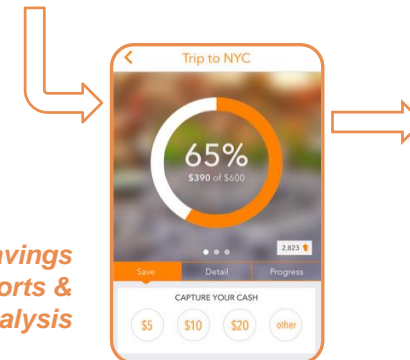 Trip to NYC
65%
$390 of $600
2,823
Save Detail Progress
CAPTURE YOUR CASH
$5 $10 $20 other
avings
orts &
alysis